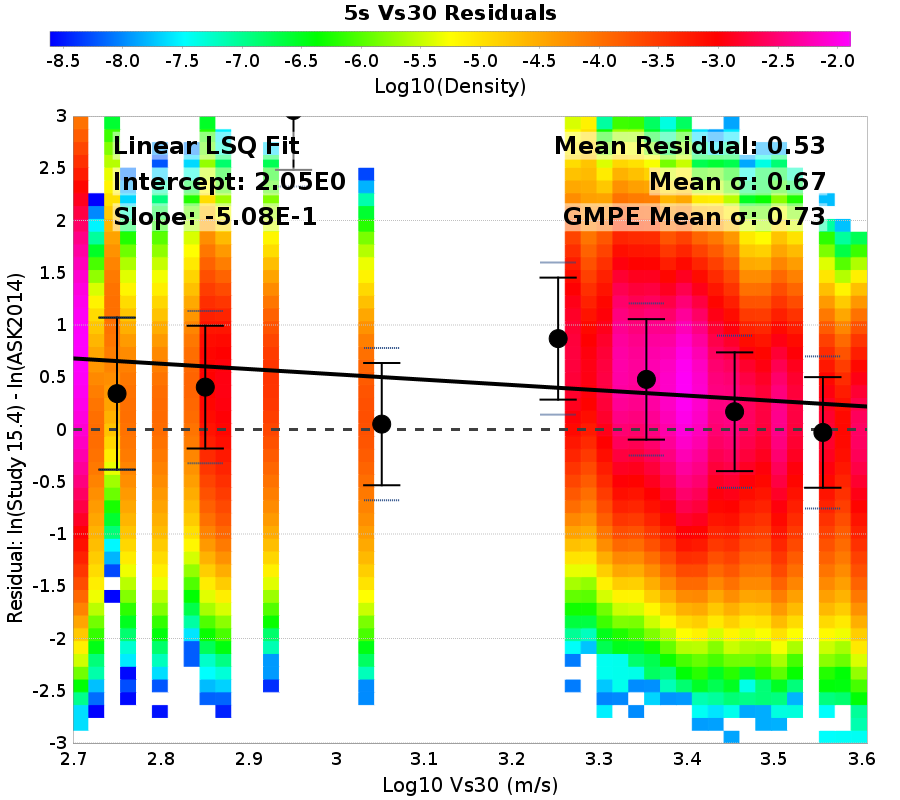 5s Vs30 Residuals
-8.5 -8.0 -7.5 -7.0 -6.5 -6.0 -5.5 -5.0 -4.5 -4.0 -3.5 -3.0 -2.5 -2.0
Log10(Density)
Linear LSQ Fit
Intercept: 2.05E0
Slope: -5.08E-1
Mean Residual: 0.53
Mean σ: 0.67
GMPE Mean σ: 0.73
Residual: ln(Study 15.4) - ln(ASK2014)
3
2.5
2
1.5
1
0.5
0
-0.5
-1
-1.5
-2
-2.5
-3
2.7 2.8 2.9 3 3.1 3.2 3.3 3.4 3.5 3.6
Log10 Vs30 (m/s)